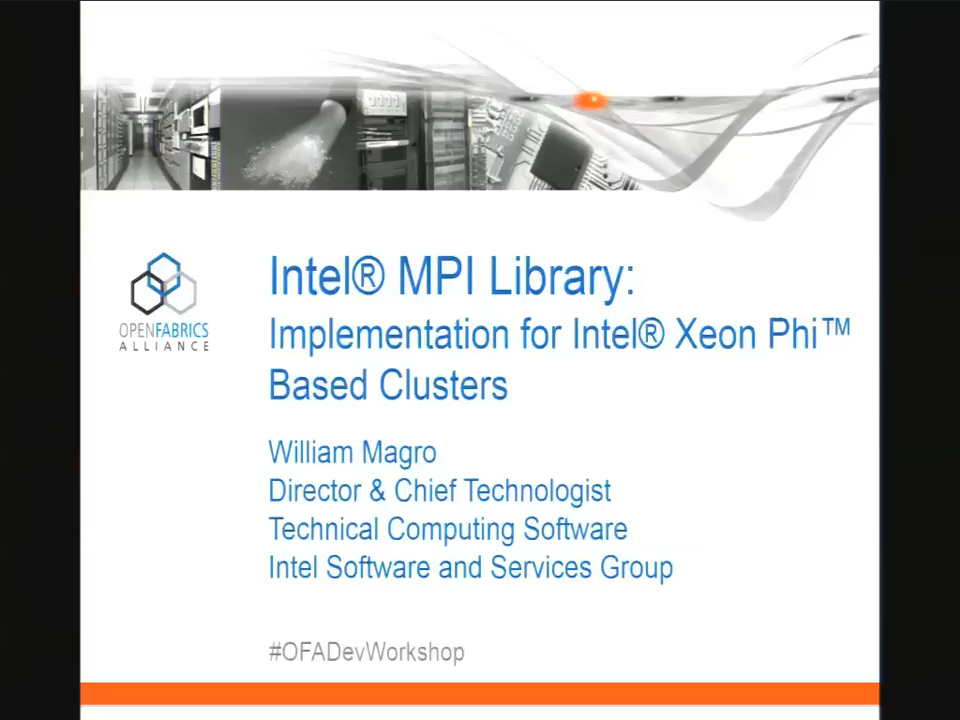 OPENFABRICS
ALLIANCE
Intel® MPI Library:
Implementation for Intel® Xeon Phi™
Based Clusters
William Magro
Director & Chief Technologist
Technical Computing Software
Intel Software and Services Group
#OFADevWorkshop